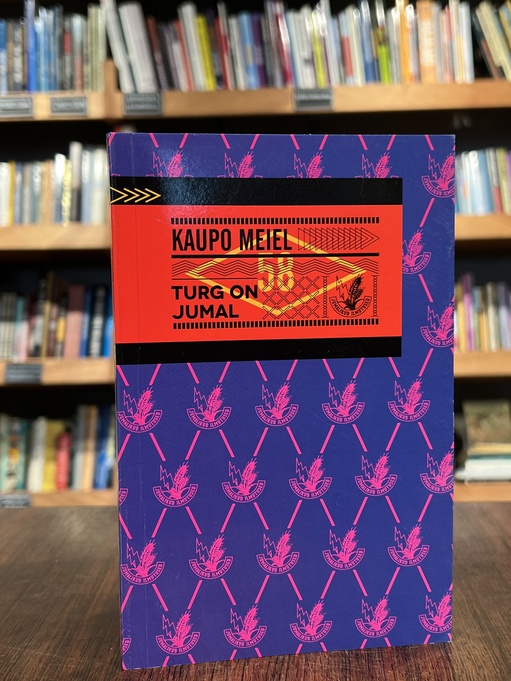 KAUPO MEIEL
58
TURG ON
JUMAL